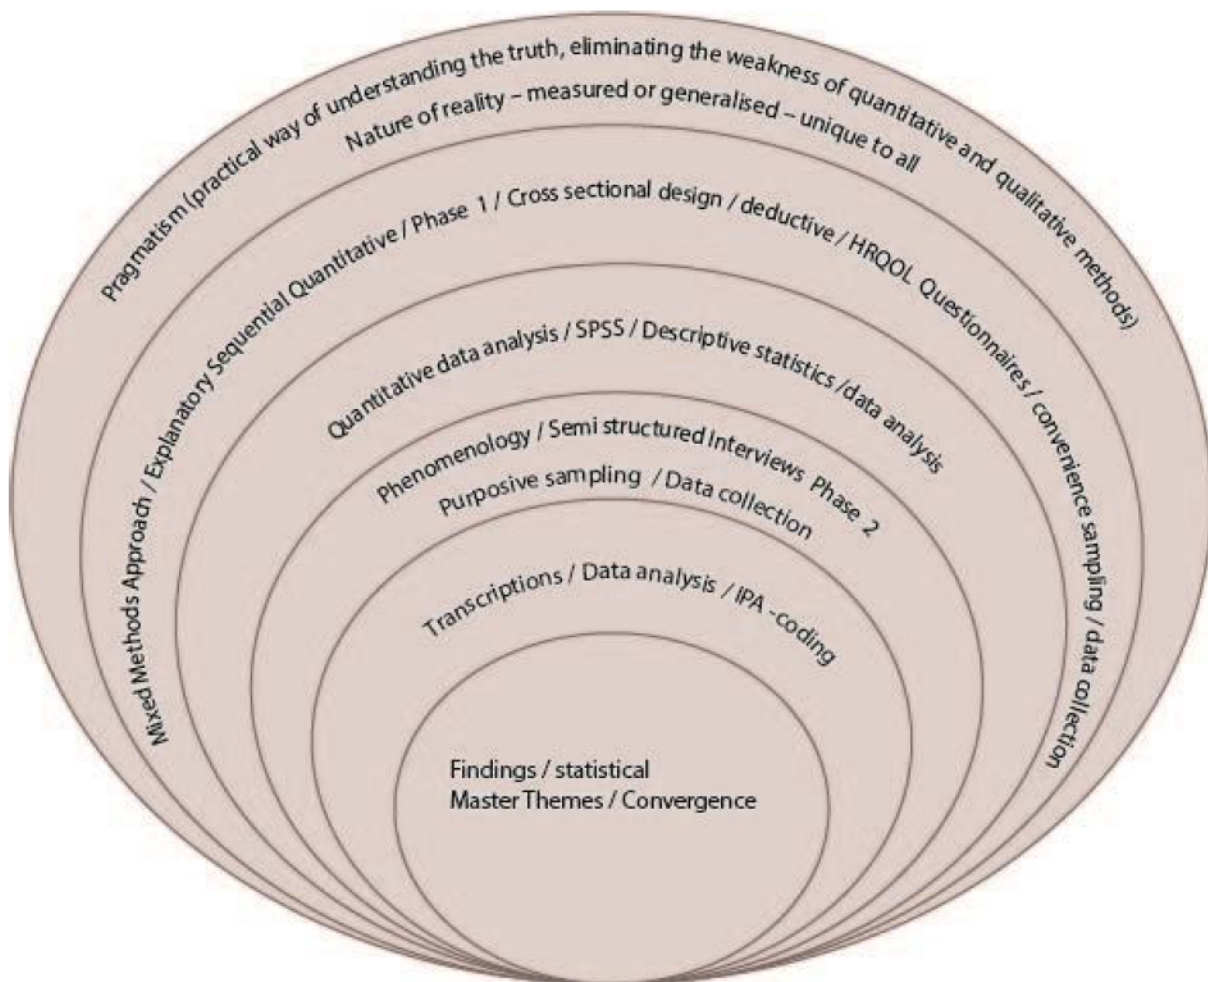 Pragmatism (practical way of understanding the truth, eliminating the weakness of quantitative and qualitative methods)
Nature of reality – measured or generalised – unique to all
Mixed Methods Approach / Explanatory Sequential Quantitative / Phase 1 / Cross sectional design / deductive / HRQOL Questionnaires / convenience sampling / data collection
Quantitative data analysis / SPSS / Descriptive statistics /data analysis
Phenomenology / Semi structured Interviews Phase 2
Purposive sampling / Data collection
Transcriptions / Data analysis / IPA -coding
Findings / statistical
Master Themes / Convergence